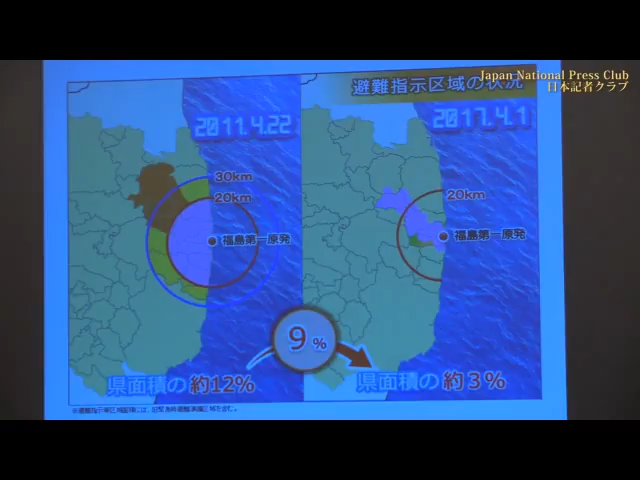 Japan National Press Club
日本記者クラブ
避難指示区域の状況
2011.4.22
2017.4.1
30km
20km
福島第一原発
20km
福島第一原発
9%
県面積の約12%
県面積の約3%